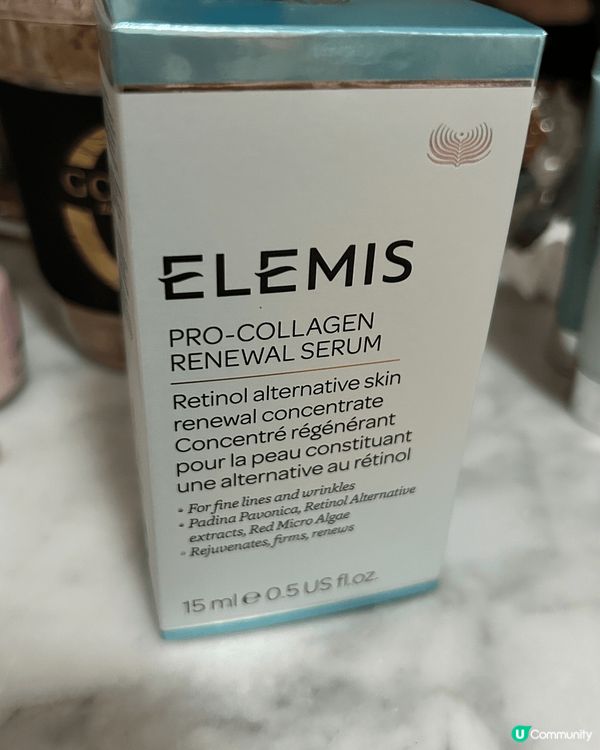 ELEMIS
PRO-COLLAGEN
RENEWAL SERUM
Retinol alternative skin
renewal concentrate
Concentré régénérant
pour la peau constituant
une alternative au rétinol
• For fine lines and wrinkles
• Padina Pavonica, Retinol Alternative
extracts, Red Micro Algae
• Rejuvenates, firms, renews
15 ml e 0.5 US fl.oz.
U Community